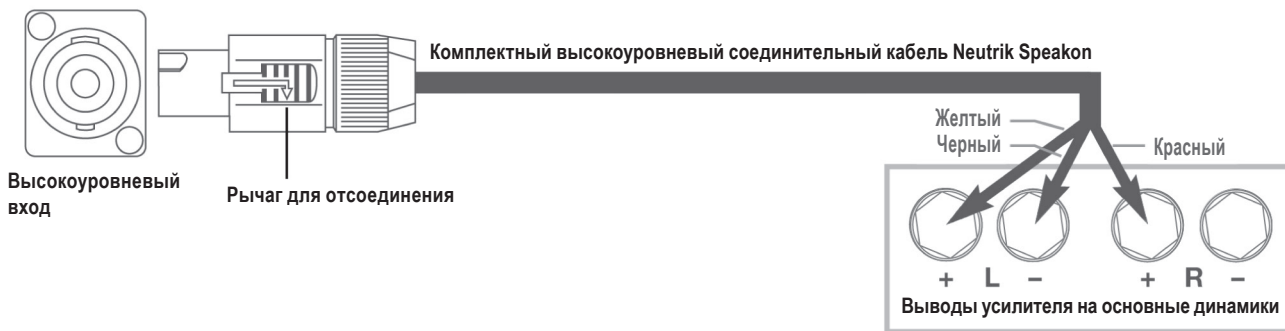 Комплектный высокоуровневый соединительный кабель Neutrik Speakon
Желтый
Черный
Красный
Высокоуровневый
вход
Рычаг для отсоединения
+ L – + R –
Выводы усилителя на основные динамики